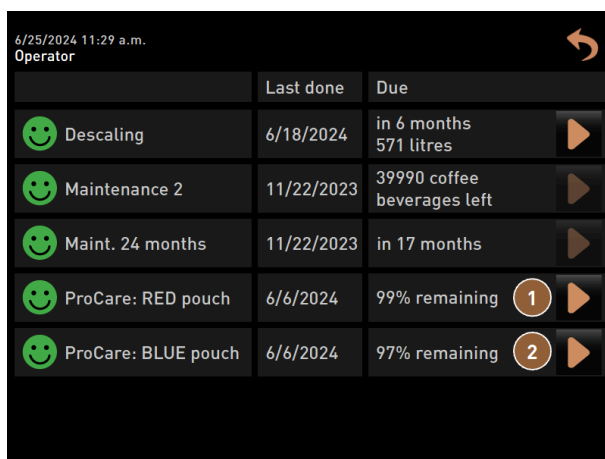 6/25/2024 11:29 a.m.
Operator
Last done Due
Descaling 6/18/2024 in 6 months
571 litres
Maintenance 2 11/22/2023 39990 coffee
beverages left
Maint. 24 months 11/22/2023 in 17 months
ProCare: RED pouch 6/6/2024 99% remaining 1
ProCare: BLUE pouch 6/6/2024 97% remaining 2